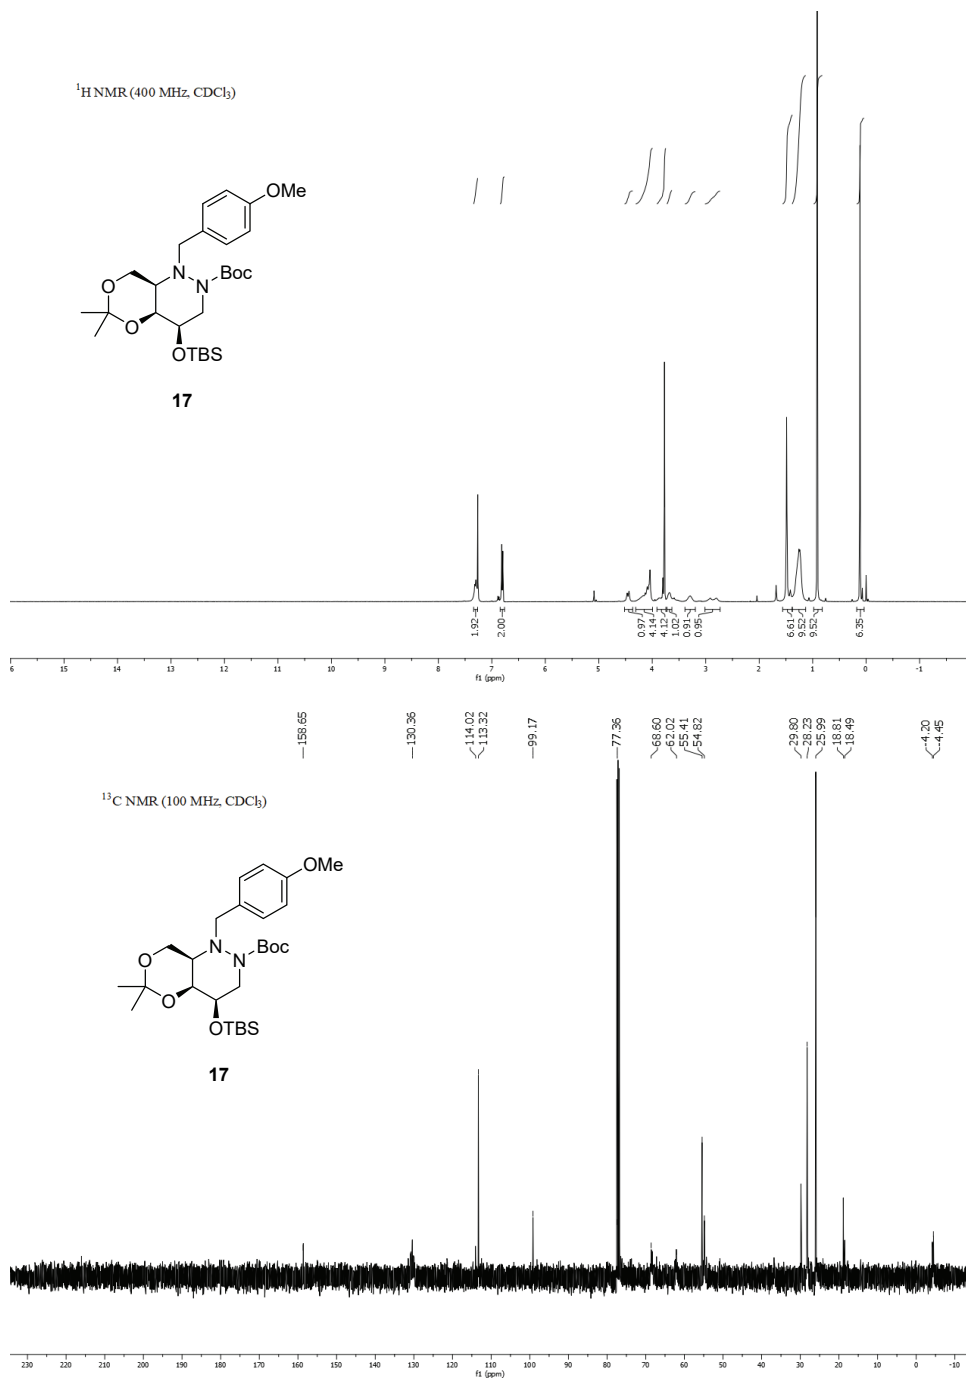 ¹H NMR (400 MHz, CDCl₃)
OMe
N
Boc
O
N
O
OTBS
17
1.92
2.00
0.97
4.14
4.12
1.02
0.91
0.95
6.61
9.52
9.52
6.35
6 15 14 13 12 11 10 9 8 7 6 5 4 3 2 1 0 -1
f1 (ppm)
158.65
130.36
114.02
113.32
99.17
77.36
68.60
62.02
55.41
54.82
29.80
28.23
25.99
18.81
18.49
-4.20
-4.45
¹³C NMR (100 MHz, CDCl₃)
OMe
N
Boc
O
N
O
OTBS
17
230 220 210 200 190 180 170 160 150 140 130 120 110 100 90 80 70 60 50 40 30 20 10 0 -10
f1 (ppm)